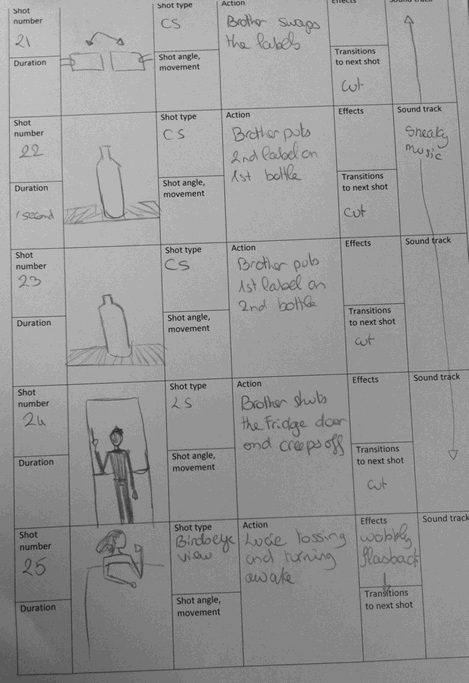 Shot number
21
Duration
Shot type
CS
Shot angle, movement
Action
Brother swaps
the labels
Effects
Transitions to next shot
cut
Sound track
Shot number
22
Duration
1 second
Shot type
CS
Shot angle, movement
Action
Brother puts
2nd label on
1st bottle
Effects
Transitions to next shot
cut
Sound track
Sneaky
music
Shot number
23
Duration
Shot type
CS
Shot angle, movement
Action
Brother puts
1st label on
2nd bottle
Effects
Transitions to next shot
cut
Sound track
Shot number
24
Duration
Shot type
LS
Shot angle, movement
Action
Brother shuts
the Fridge door
and creeps off
Effects
Transitions to next shot
cut
Sound track
Shot number
25
Duration
Shot type
Birdseye
view
Shot angle, movement
Action
tossing
and turning
awake
Effects
wobbly
flasback
Transitions to next shot
Sound track